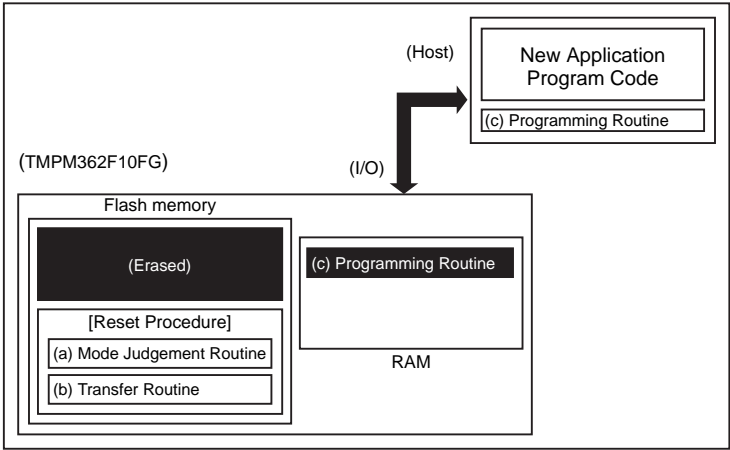 (Host)
New Application
Program Code
(c) Programming Routine
(TMPM362F10FG)
(I/O)
Flash memory
(Erased)
(c) Programming Routine
[Reset Procedure]
(a) Mode Judgement Routine
(b) Transfer Routine
RAM